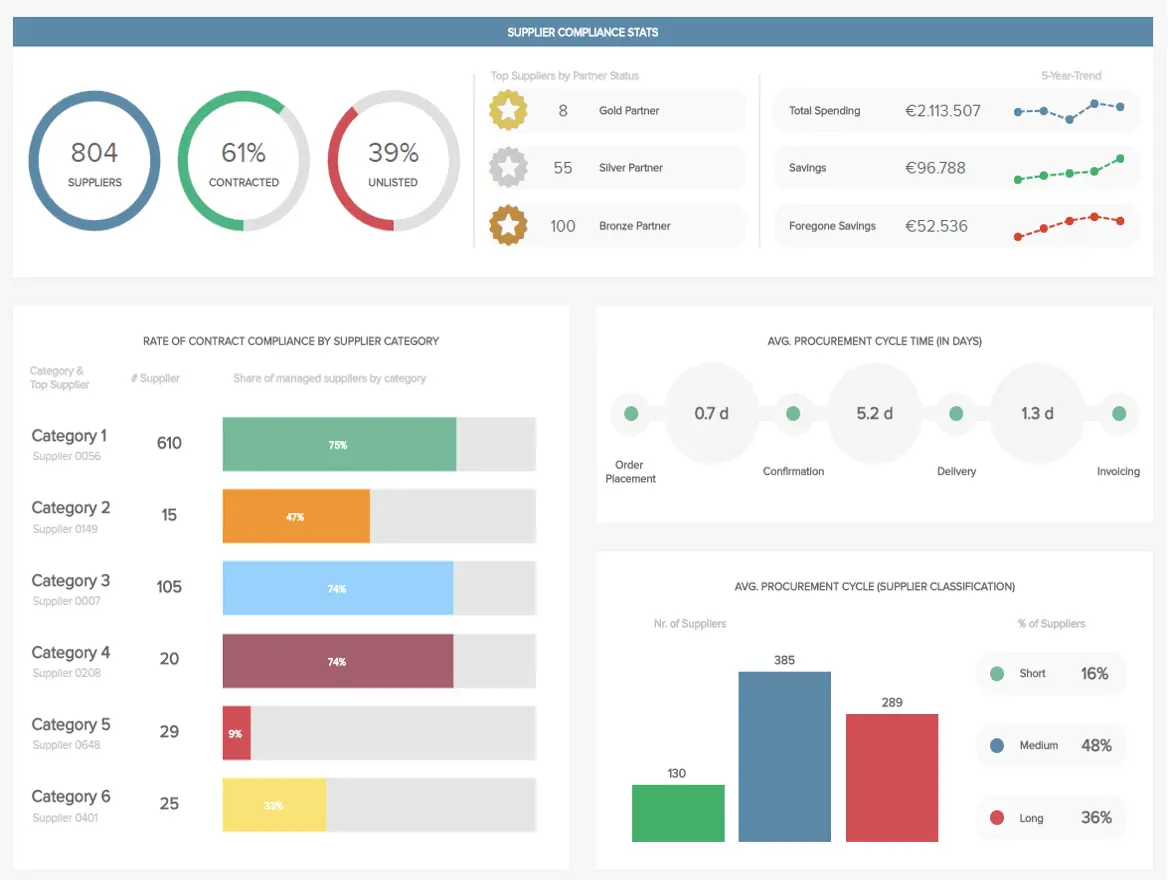 SUPPLIER COMPLIANCE STATS
804
SUPPLIERS
61%
CONTRACTED
39%
UNLISTED
Top Suppliers by Partner Status
8 Gold Partner
55 Silver Partner
100 Bronze Partner
5-Year-Trend
Total Spending €2.113.507
Savings €96.788
Foregone Savings €52.536
RATE OF CONTRACT COMPLIANCE BY SUPPLIER CATEGORY
Category &
Top Supplier
# Supplier
Share of managed suppliers by category
Category 1
Supplier 0056
610
75%
Category 2
Supplier 0149
15
47%
Category 3
Supplier 0007
105
74%
Category 4
Supplier 0208
20
74%
Category 5
Supplier 0648
29
9%
Category 6
Supplier 0401
25
33%
AVG. PROCUREMENT CYCLE TIME (IN DAYS)
0.7 d
5.2 d
1.3 d
Order
Placement
Confirmation
Delivery
Invoicing
AVG. PROCUREMENT CYCLE (SUPPLIER CLASSIFICATION)
Nr. of Suppliers
130
385
289
% of Suppliers
Short 16%
Medium 48%
Long 36%